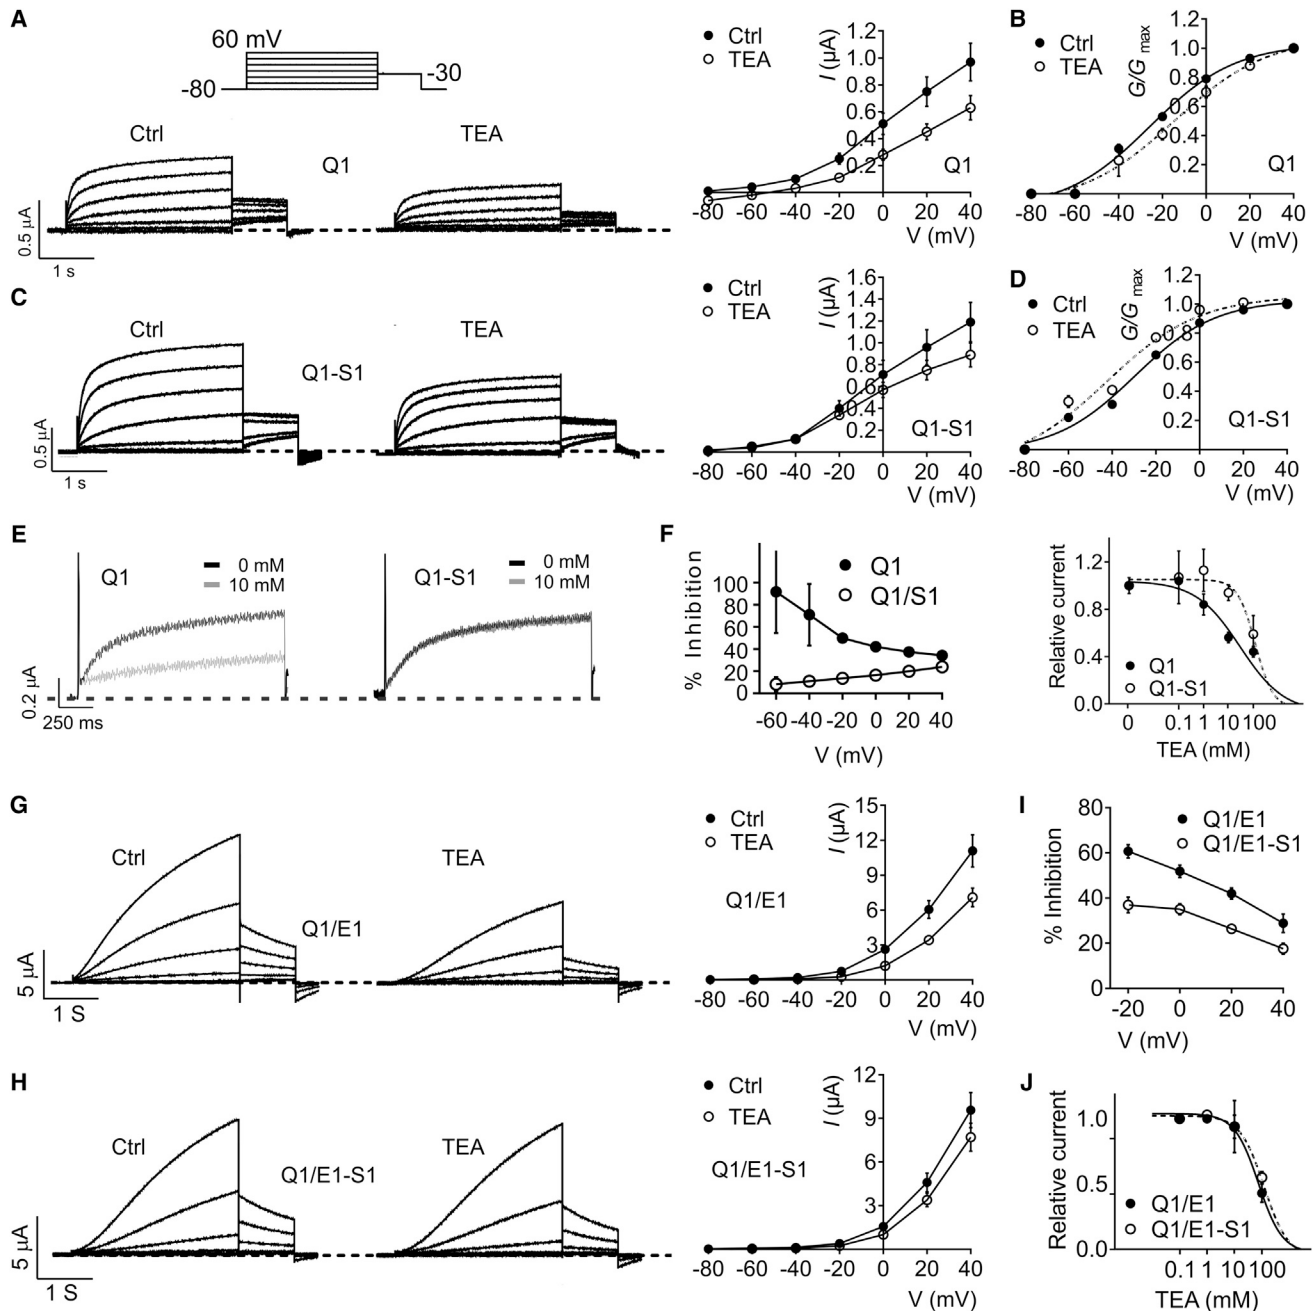 A
60 mV
-80
-30
Ctrl
Q1
TEA
0.5 µA
1 s
Ctrl
TEA
I (µA)
1.2
1.0
0.8
0.6
0.4
0.2
Q1
-80 -60 -40 -20 0 20 40
V (mV)
B
Ctrl
TEA
G/G max
1.2
1.0
0.8
0.6
0.4
0.2
Q1
-80 -60 -40 -20 0 20 40
V (mV)
C
Ctrl
Q1-S1
TEA
0.5 µA
1 s
Ctrl
TEA
I (µA)
1.6
1.4
1.2
1.0
0.8
0.6
0.4
0.2
Q1-S1
-80 -60 -40 -20 0 20 40
V (mV)
D
Ctrl
TEA
G/G max
1.2
1.0
0.8
0.6
0.4
0.2
Q1-S1
-80 -60 -40 -20 0 20 40
V (mV)
E
Q1
0 mM
10 mM
0.2 µA
250 ms
Q1-S1
0 mM
10 mM
F
% Inhibition
100
80
60
40
20
0
Q1
Q1/S1
-60 -40 -20 0 20 40
V (mV)
Relative current
1.2
0.8
0.4
0.0
Q1
Q1-S1
0 0.1 1 10 100
TEA (mM)
G
Ctrl
Q1/E1
TEA
5 µA
1 S
Ctrl
TEA
I (µA)
15
12
9
6
3
Q1/E1
-80 -60 -40 -20 0 20 40
V (mV)
I
% Inhibition
80
60
40
20
0
Q1/E1
Q1/E1-S1
-20 0 20 40
V (mV)
H
Ctrl
Q1/E1-S1
TEA
5 µA
1 S
Ctrl
TEA
I (µA)
12
9
6
3
Q1/E1-S1
-80 -60 -40 -20 0 20 40
V (mV)
J
Relative current
1.0
0.5
0.0
Q1/E1
Q1/E1-S1
0.1 1 10 100
TEA (mM)